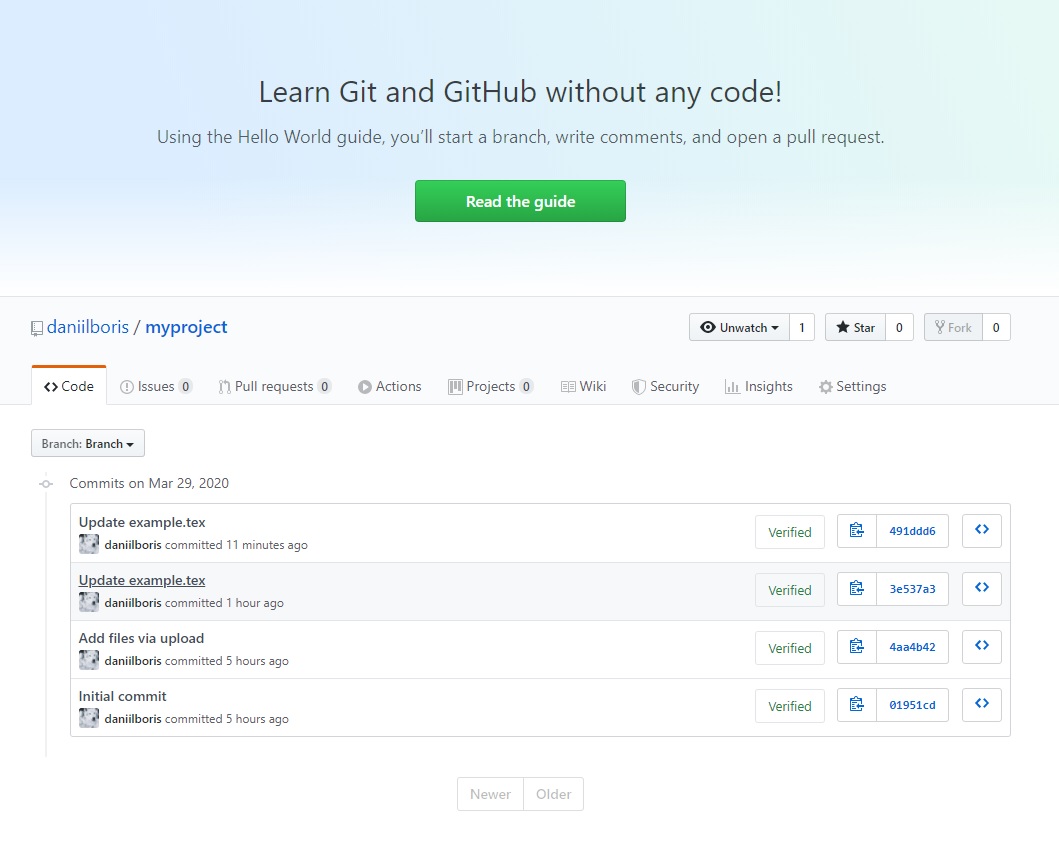 Learn Git and GitHub without any code!
Using the Hello World guide, you’ll start a branch, write comments, and open a pull request.
Read the guide
daniilboris / myproject
Unwatch 1 Star 0 Fork 0
Code Issues 0 Pull requests 0 Actions Projects 0 Wiki Security Insights Settings
Branch: Branch
Commits on Mar 29, 2020
Update example.tex
daniilboris committed 11 minutes ago
Verified 491ddd6
Update example.tex
daniilboris committed 1 hour ago
Verified 3e537a3
Add files via upload
daniilboris committed 5 hours ago
Verified 4aa4b42
Initial commit
daniilboris committed 5 hours ago
Verified 01951cd
Newer Older